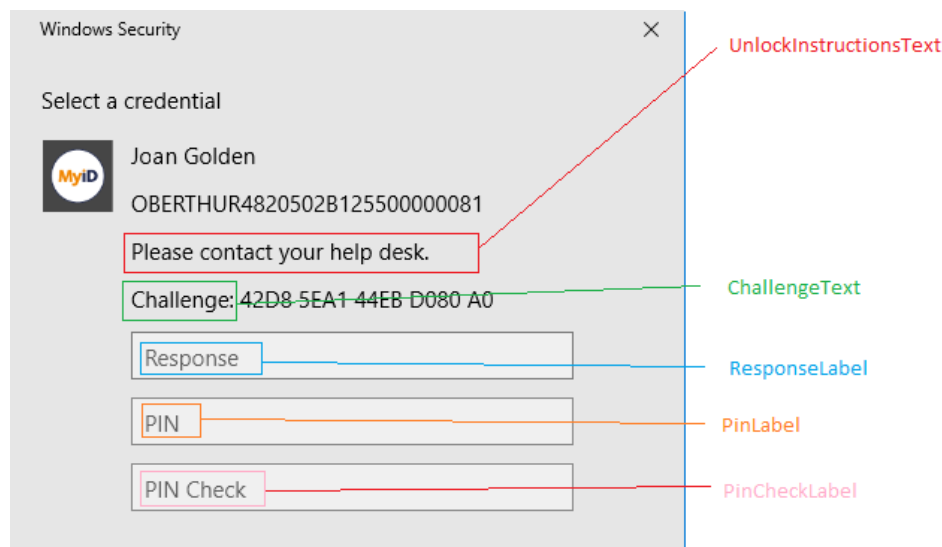 Windows Security
UnlockInstructionsText
Select a credential
MyiD
Joan Golden
OBERTHUR4820502B125500000081
Please contact your help desk.
Challenge: 42D8 5EA1 44EB D080 A0
ChallengeText
Response
ResponseLabel
PIN
PinLabel
PIN Check
PinCheckLabel